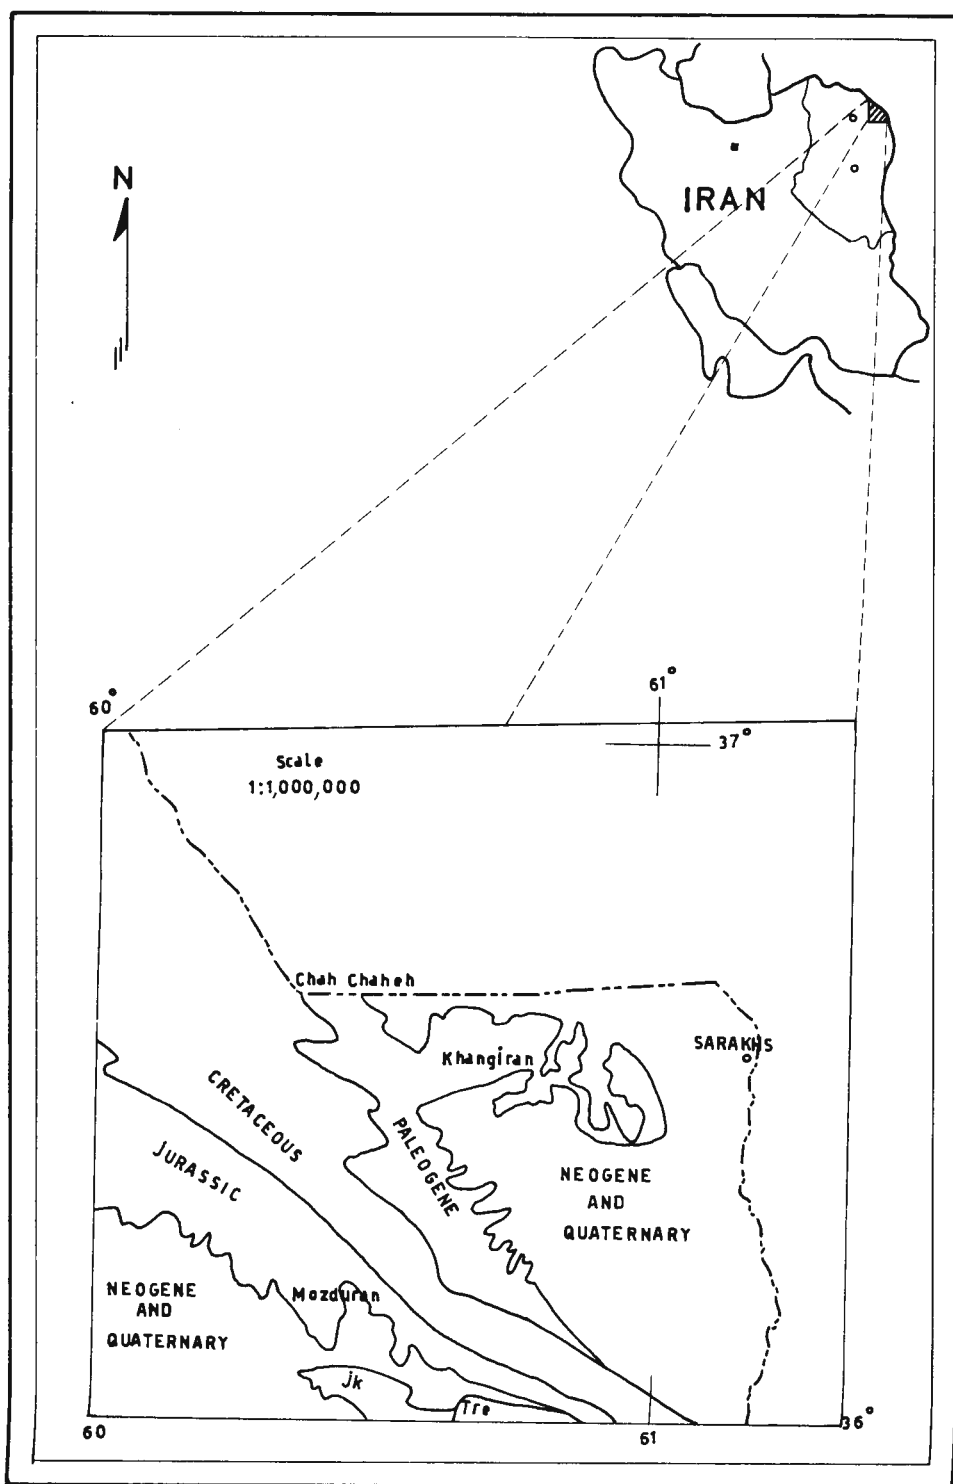 N
IRAN
60°
61°
37°
Scale
1:1,000,000
Chah Chaheh
SARAKHS
Khangiran
CRETACEOUS
PALEOGENE
JURASSIC
NEOGENE
AND
QUATERNARY
NEOGENE
AND
QUATERNARY
Mozduran
Jk
Tre
60
61
36°